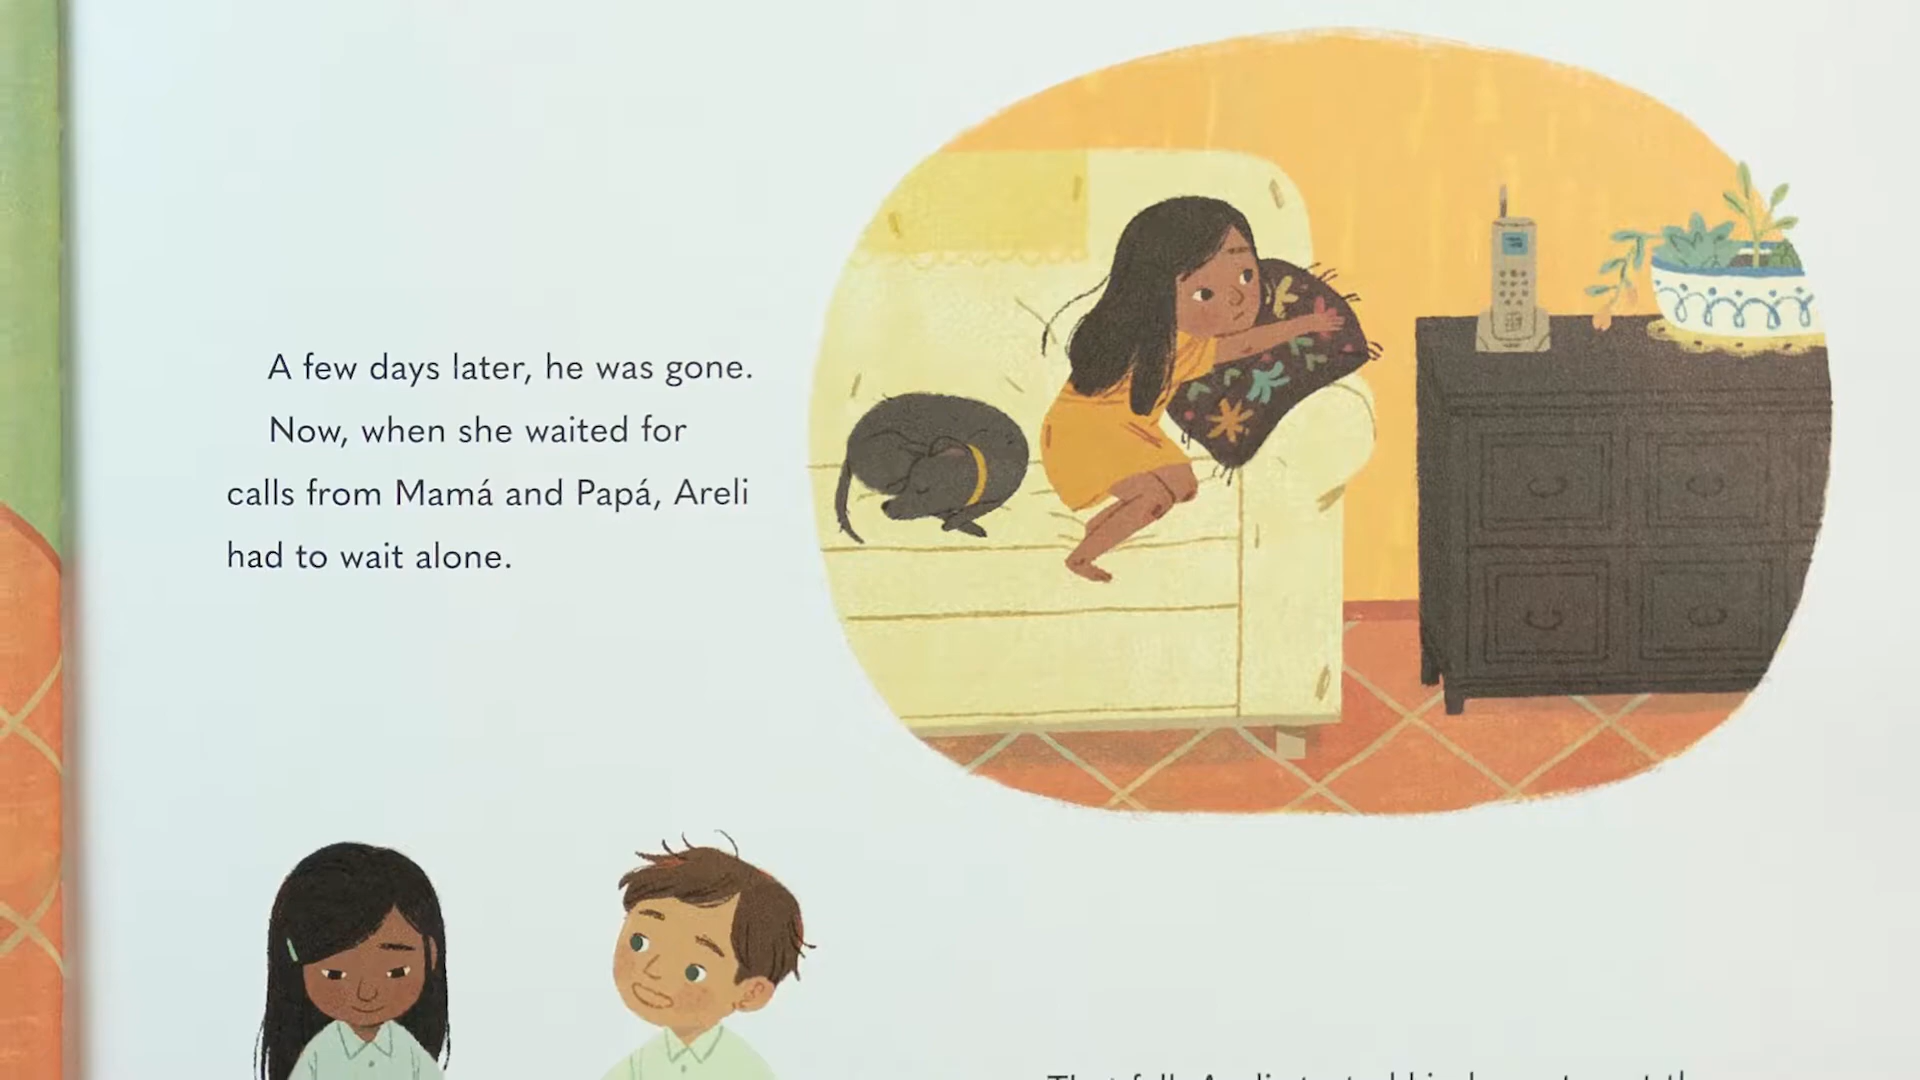 A few days later, he was gone.
Now, when she waited for
calls from Mamá and Papá, Areli
had to wait alone.